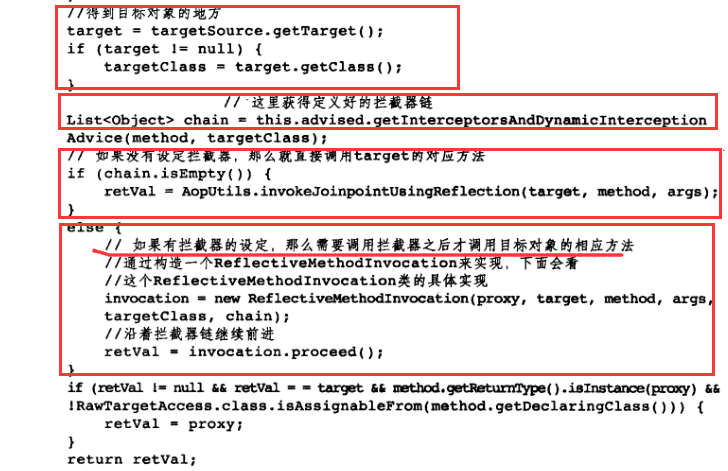 }
//得到目标对象的地方
target = targetSource.getTarget();
if (target != null) {
targetClass = target.getClass();
}
// 这里获得定义好的拦截器链
List<Object> chain = this.advised.getInterceptorsAndDynamicInterception
Advice(method, targetClass);
// 如果没有设定拦截器，那么就直接调用target的对应方法
if (chain.isEmpty()) {
retVal = AopUtils.invokeJoinpointUsingReflection(target, method, args);
}
else {
// 如果有拦截器的设定，那么需要调用拦截器之后才调用目标对象的相应方法
//通过构造一个ReflectiveMethodInvocation来实现，下面会看
//这个ReflectiveMethodInvocation类的具体实现
invocation = new ReflectiveMethodInvocation(proxy, target, method, args,
targetClass, chain);
//沿着拦截器链继续前进
retVal = invocation.proceed();
}
if (retVal != null && retVal = = target && method.getReturnType().isInstance(proxy) &&
!RawTargetAccess.class.isAssignableFrom(method.getDeclaringClass())) {
retVal = proxy;
}
return retVal;